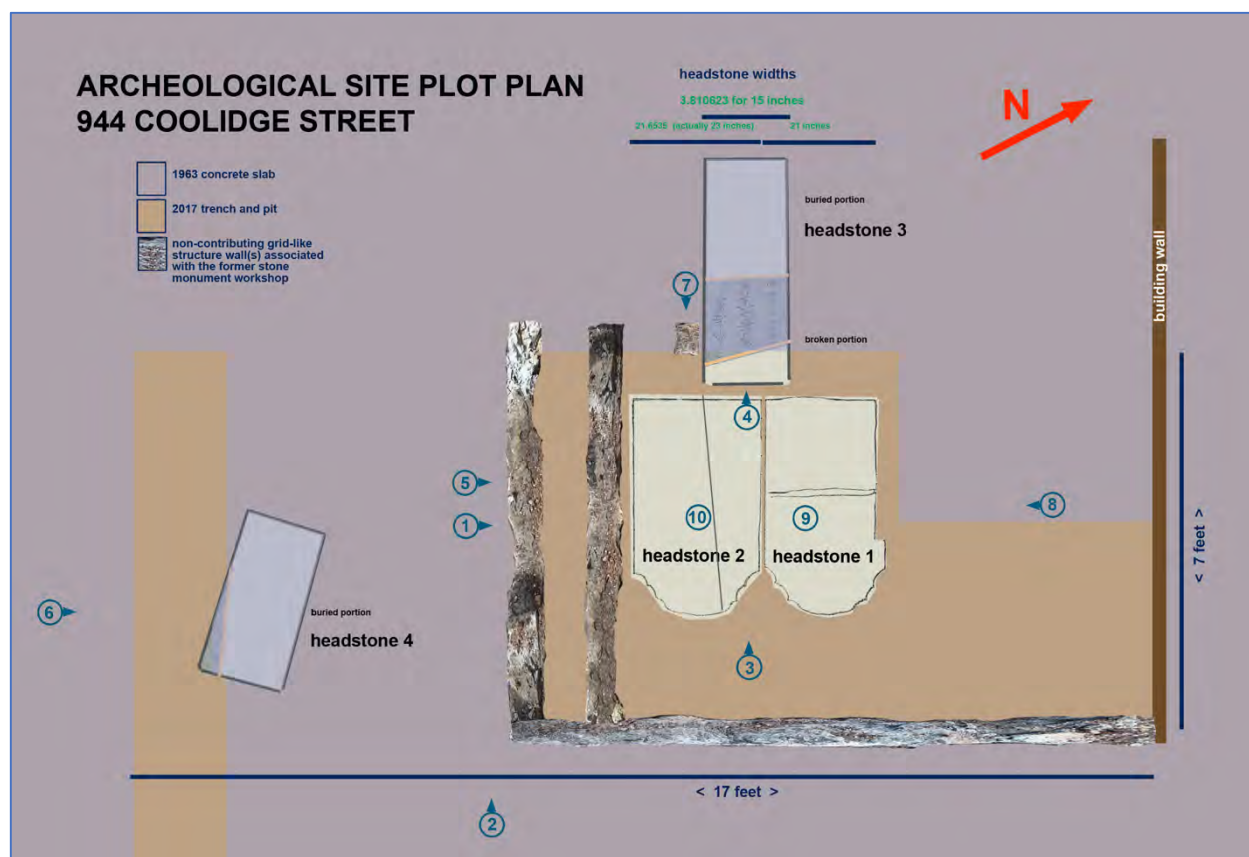 ARCHEOLOGICAL SITE PLOT PLAN
944 COOLIDGE STREET
1963 concrete slab
2017 trench and pit
non-contributing grid-like
structure wall(s) associated
with the former stone
monument workshop
headstone widths
3.810623 for 15 inches
(actually 23 inches)
21 inches
N
buried portion
headstone 3
broken portion
building wall
7
4
5
1
8
10
9
headstone 2
headstone 1
6
buried portion
headstone 4
3
< 7 feet >
< 17 feet >
2